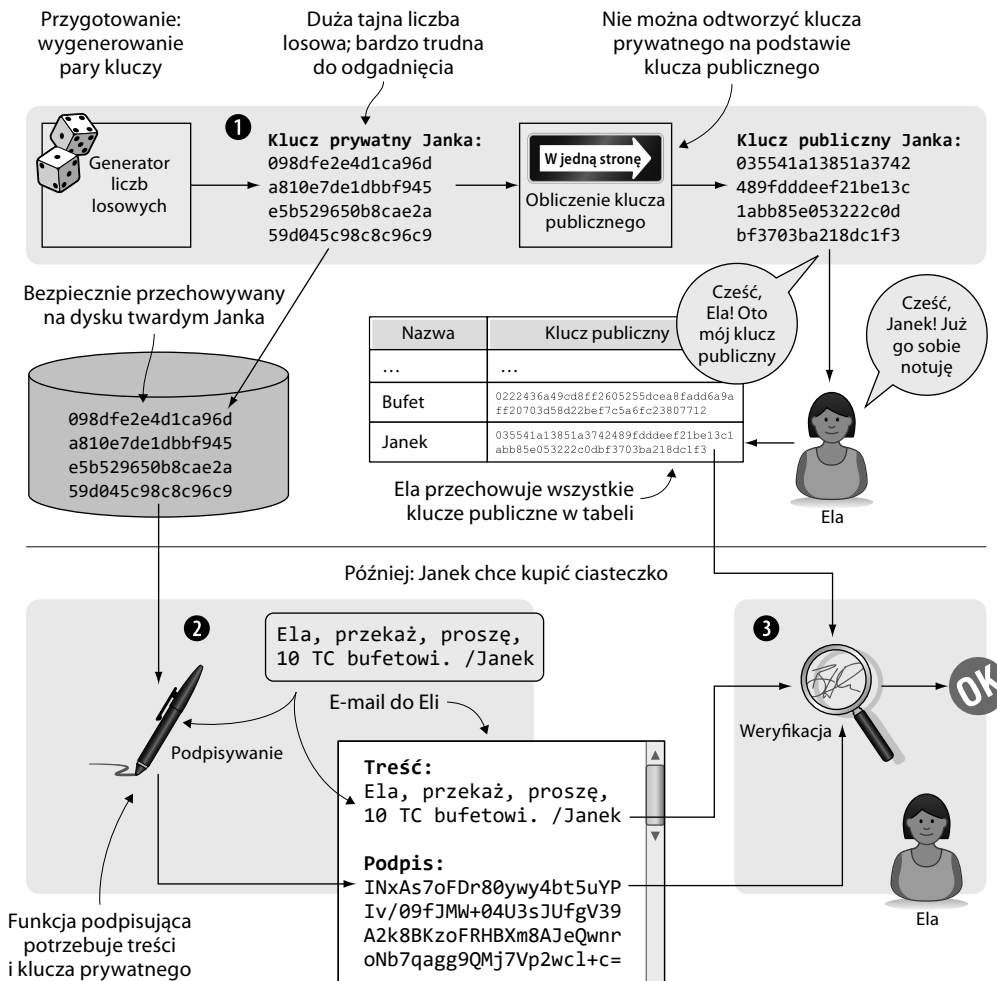 Przygotowanie:
wygenerowanie
pary kluczy
Duża tajna liczba
losowa; bardzo trudna
do odgadnięcia
Nie można odtworzyć klucza
prywatnego na podstawie
klucza publicznego
1
Generator
liczb
losowych
Klucz prywatny Janka:
098dfe2e4d1ca96d
a810e7de1dbbf945
e5b529650b8cae2a
59d045c98c8c96c9
W jedną stronę
Obliczenie klucza
publicznego
Klucz publiczny Janka:
035541a13851a3742
489fdddeef21be13c
1abb85e053222c0d
bf3703ba218dc1f3
Bezpiecznie przechowywany
na dysku twardym Janka
098dfe2e4d1ca96d
a810e7de1dbbf945
e5b529650b8cae2a
59d045c98c8c96c9
Cześć,
Ela! Oto
mój klucz
publiczny
Cześć,
Janek! Już
go sobie
notuję
Nazwa Klucz publiczny
... ...
Bufet 0222436a49cd8ff2605255dcea8fadd6a9a
ff20703d58d22bef7c5a6fc23807712
Janek 035541a13851a3742489fdddeef21be13c1
abb85e053222c0dbf3703ba218dc1f3
Ela przechowuje wszystkie
klucze publiczne w tabeli
Ela
Później: Janek chce kupić ciasteczko
2
Ela, przekaż, proszę,
10 TC bufetowi. /Janek
E-mail do Eli
Podpisywanie
Treść:
Ela, przekaż, proszę,
10 TC bufetowi. /Janek
Podpis:
INxAs7oFDr80ywy4bt5uYP
Iv/09fJMW+04U3sJUfgV39
A2k8BKzoFRHBXm8AJeQwnr
oNb7qagg9QMj7Vp2wcl+c=
Funkcja podpisująca
potrzebuje treści
i klucza prywatnego
3
Weryfikacja
OK
Ela